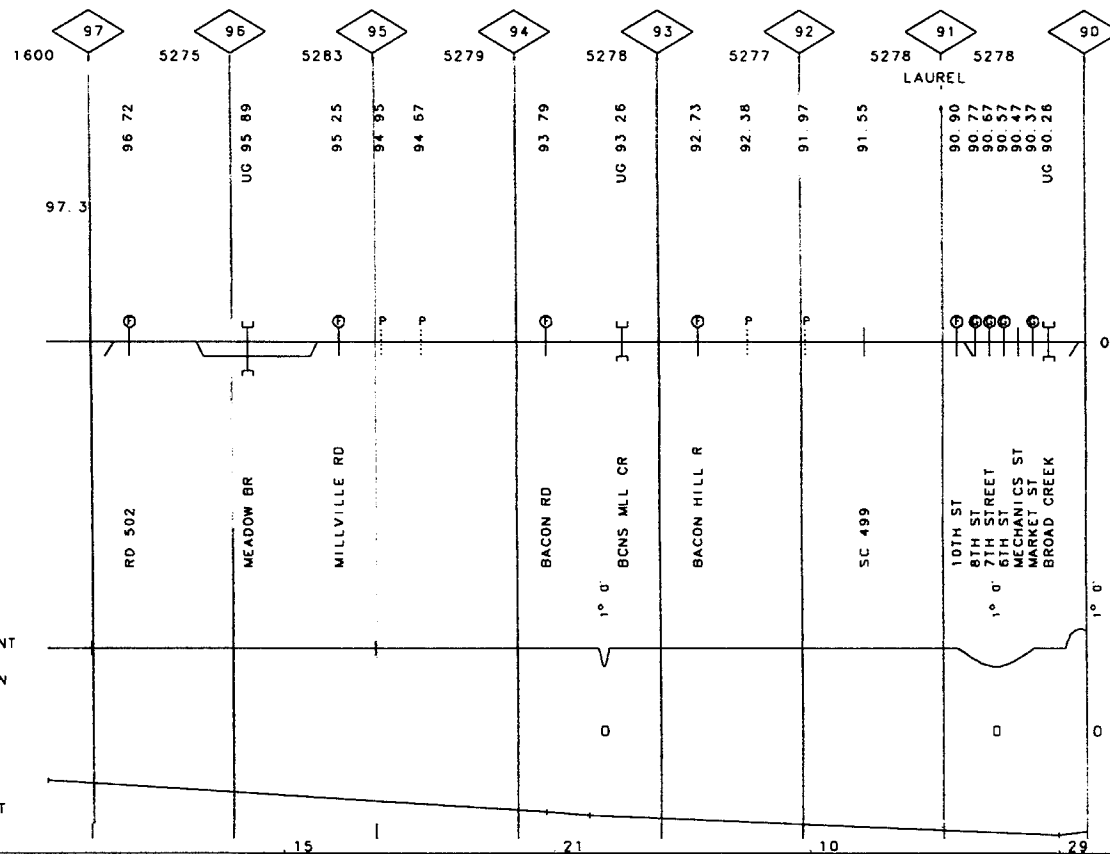 97 96 95 94 93 92 91 90
1600 5275 5283 5279 5278 5277 5278 5278
LAUREL
96 72
UG 95 89
95 25
94 95
94 67
93 79
UG 93 26
92.73
92.38
91.97
91.55
90.90
90.77
90.67
90.57
90.47
90.37
UG 90.26
97.3
F F P P F F P P F G G G G
0
RD 502
MEADOW BR
MILLVILLE RD
BACON RD
BCNS MLL CR
BACON HILL R
SC 499
10TH ST
8TH ST
7TH STREET
6TH ST
MECHANICS ST
MARKET ST
BROAD CREEK
1° 0'
1° 0'
1° 0'
NT
N
0 0 0
T
.15 .21 .10 .29